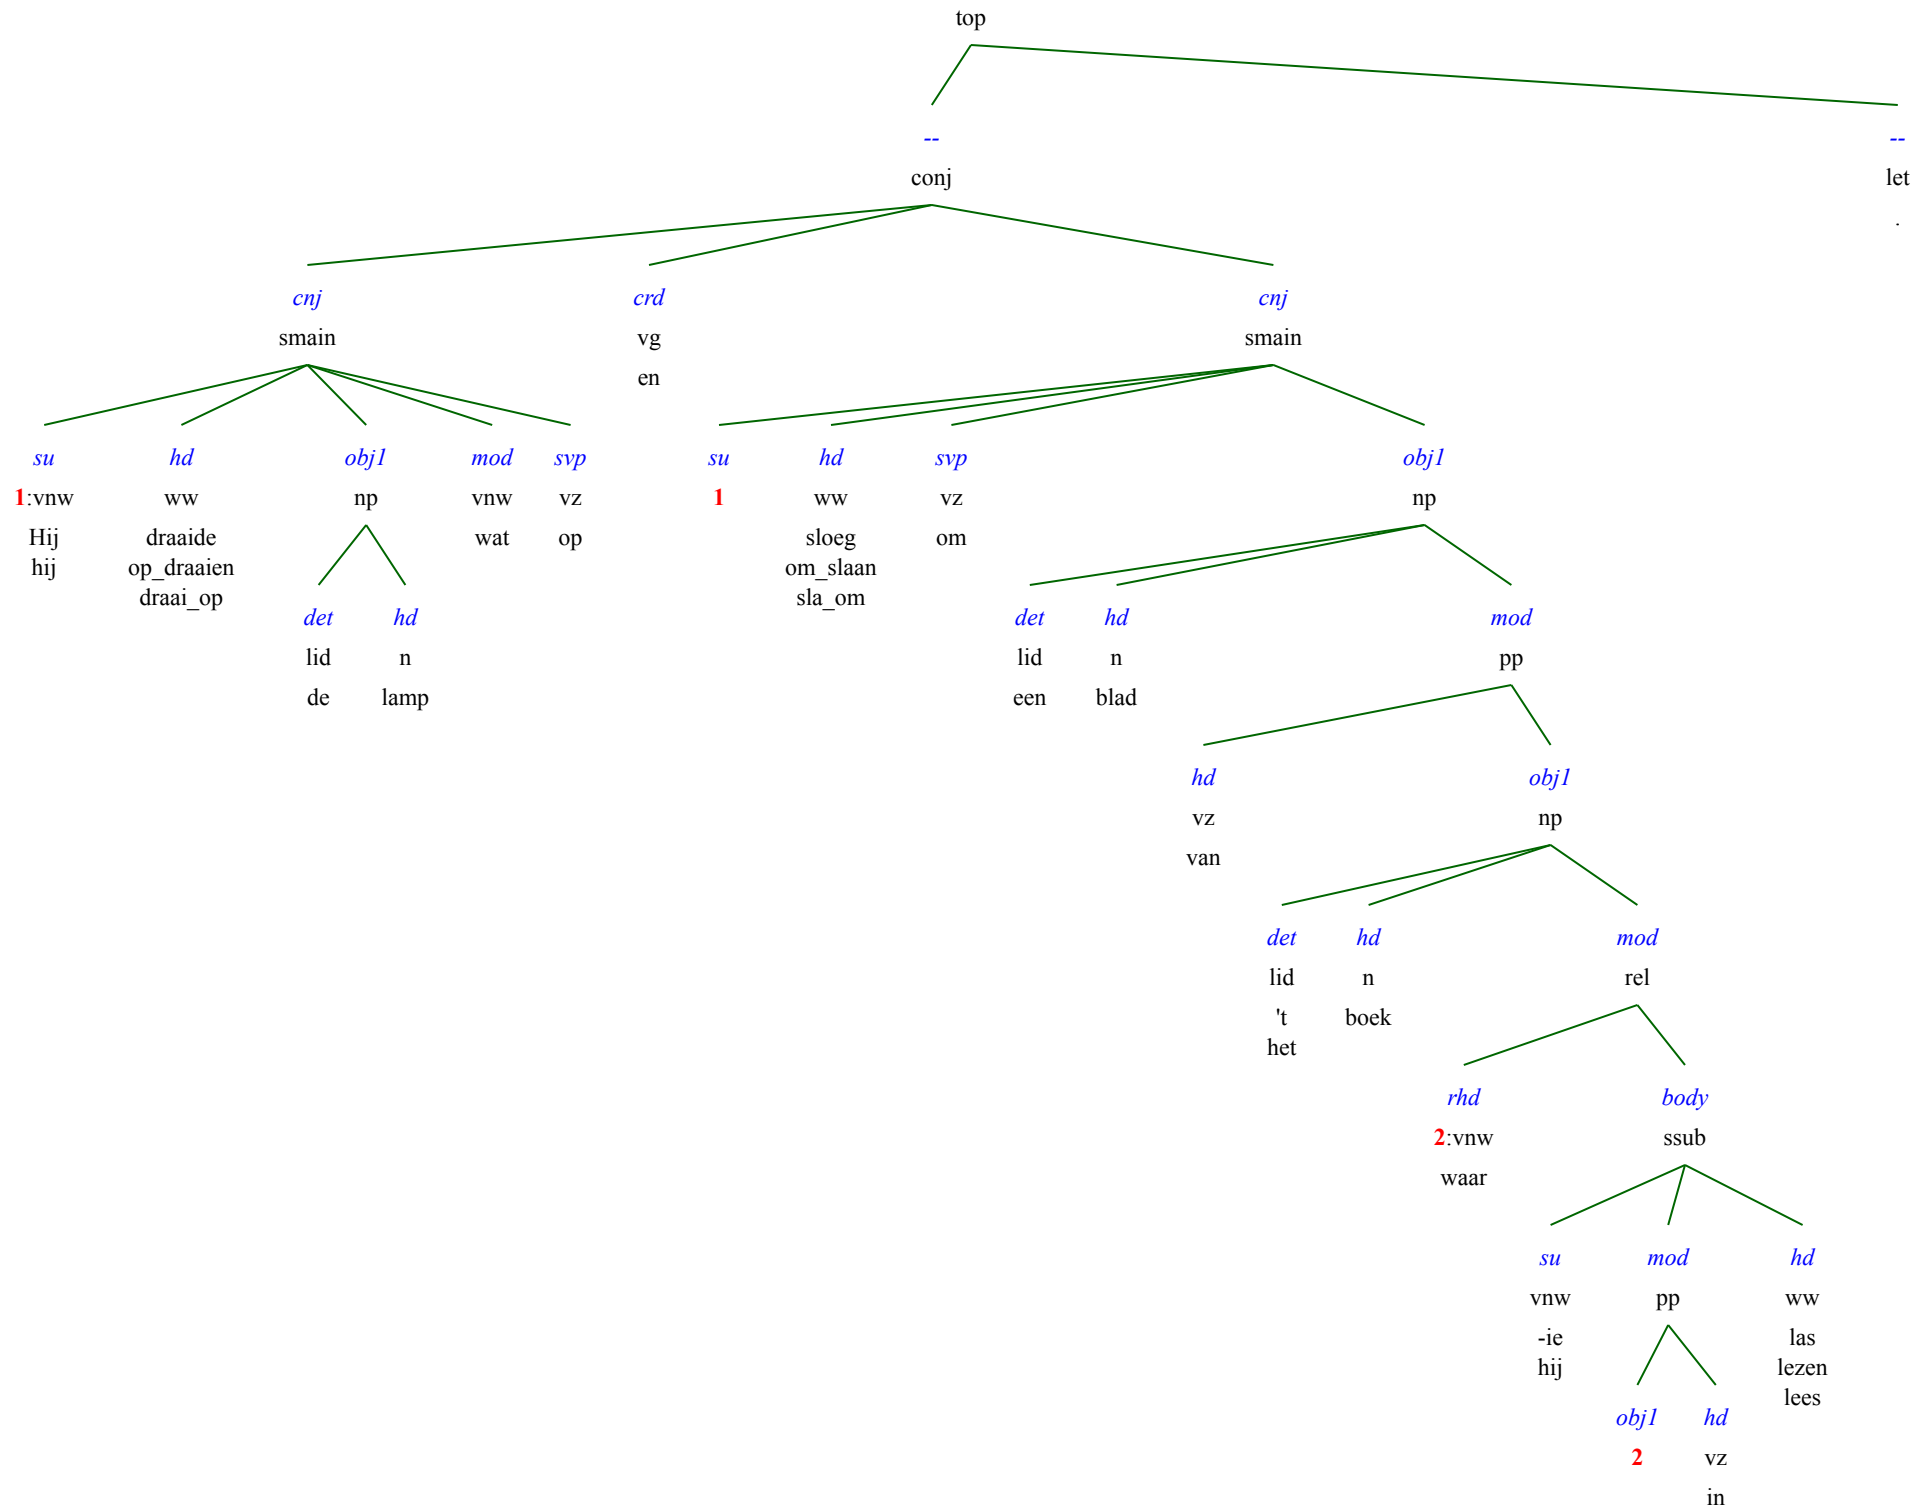 top
-- --
conj let
.
cnj crd cnj
smain vg smain
en
su hd obj1 mod svp su hd svp obj1
1:vnw ww np vnw vz 1 ww vz np
Hij draaide wat op sloeg om
hij op_draaien om_slaan
draai_op sla_om
det hd det hd mod
lid n lid n pp
de lamp een blad
hd obj1
vz np
van
det hd mod
lid n rel
't boek
het
rhd body
2:vnw ssub
waar
su mod hd
vnw pp ww
-ie las
hij lezen
lees
obj1 hd
2 vz
in